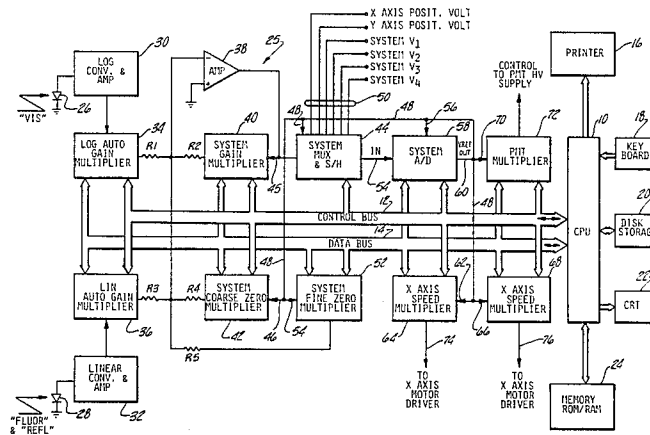 X AXIS POSIT. VOLT
Y AXIS POSIT. VOLT
SYSTEM V1
SYSTEM V2
SYSTEM V3
SYSTEM V4
30
LOG
CONV. & AMP
26
"VIS"
38
AMP
25
48
50
48
56
CONTROL
TO PMT HV
SUPPLY
PRINTER
16
34
LOG AUTO
GAIN
MULTIPLIER
R1
R2
40
SYSTEM
GAIN
MULTIPLIER
45
44
SYSTEM
MUX & S/H
IN
54
58
SYSTEM
A/D
VREF
OUT
60
70
72
PMT
MULTIPLIER
48
10
CPU
18
KEY
BOARD
20
DISK
STORAGE
22
CRT
12
CONTROL BUS
14
DATA BUS
48
52
62
68
LIN
AUTO GAIN
MULTIPLIER
36
R3
R4
SYSTEM
COARSE ZERO
MULTIPLIER
42
46
54
SYSTEM
FINE ZERO
MULTIPLIER
X AXIS
SPEED
MULTIPLIER
64
66
X AXIS
SPEED
MULTIPLIER
R5
74
76
LINEAR
CONV. &
AMP
32
28
"FLUOR" &
"REFL"
TO
X AXIS
MOTOR
DRIVER
TO
X AXIS
MOTOR
DRIVER
MEMORY
ROM/RAM
24